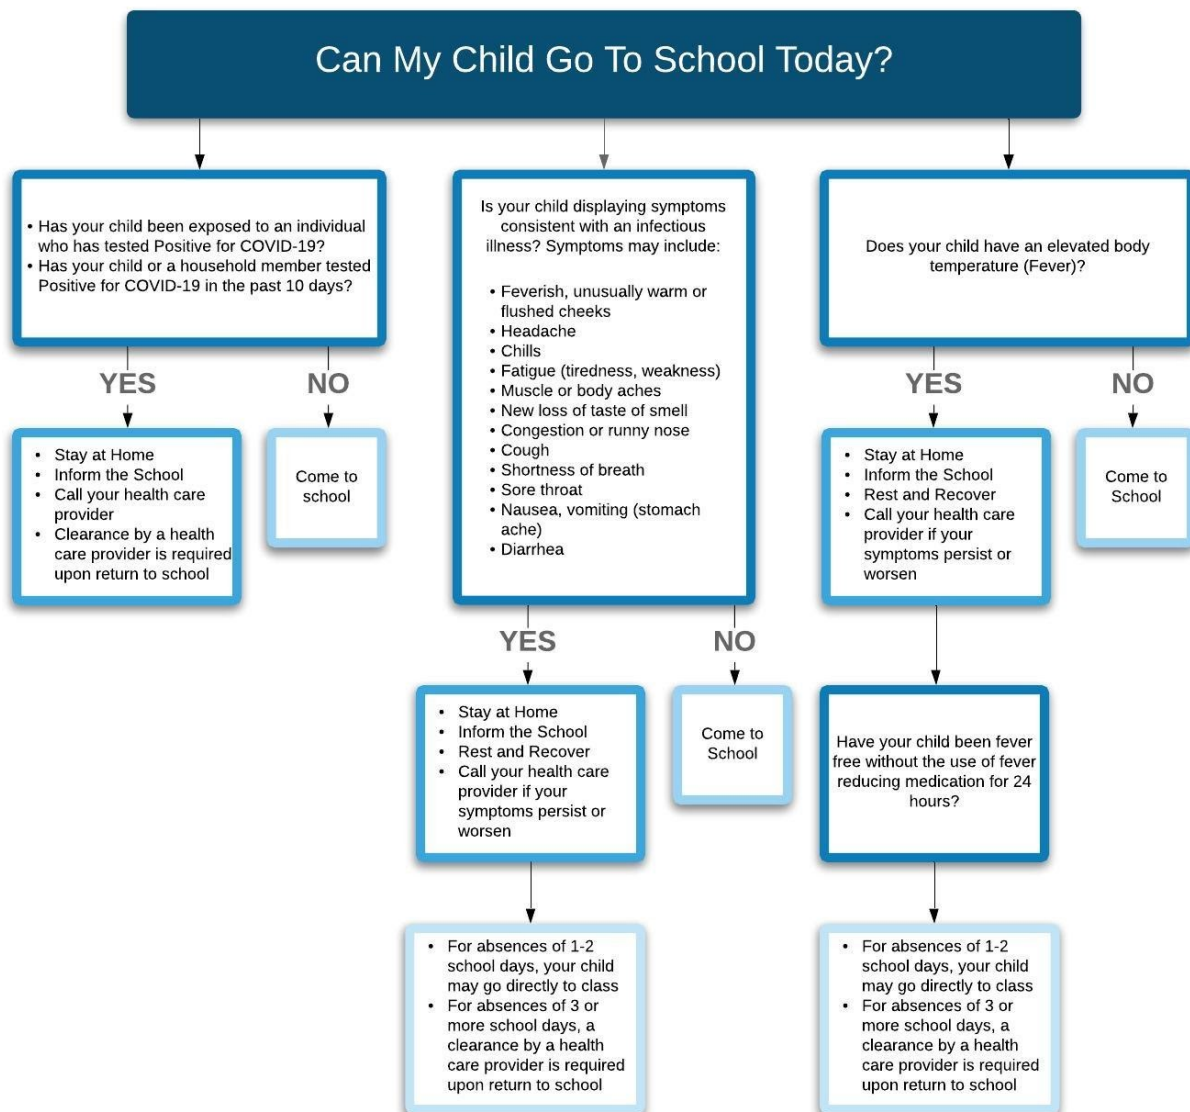 Can My Child Go To School Today?
• Has your child been exposed to an individual
who has tested Positive for COVID-19?
• Has your child or a household member tested
Positive for COVID-19 in the past 10 days?
YES
NO
• Stay at Home
• Inform the School
• Call your health care
provider
• Clearance by a health
care provider is required
upon return to school
Come to
school
Is your child displaying symptoms
consistent with an infectious
illness? Symptoms may include:
• Feverish, unusually warm or
flushed cheeks
• Headache
• Chills
• Fatigue (tiredness, weakness)
• Muscle or body aches
• New loss of taste of smell
• Congestion or runny nose
• Cough
• Shortness of breath
• Sore throat
• Nausea, vomiting (stomach
ache)
• Diarrhea
YES
NO
• Stay at Home
• Inform the School
• Rest and Recover
• Call your health care
provider if your
symptoms persist or
worsen
Come to
School
• For absences of 1-2
school days, your child
may go directly to class
• For absences of 3 or
more school days, a
clearance by a health
care provider is required
upon return to school
Does your child have an elevated body
temperature (Fever)?
YES
NO
• Stay at Home
• Inform the School
• Rest and Recover
• Call your health care
provider if your
symptoms persist or
worsen
Come to
School
Have your child been fever
free without the use of fever
reducing medication for 24
hours?
• For absences of 1-2
school days, your child
may go directly to class
• For absences of 3 or
more school days, a
clearance by a health
care provider is required
upon return to school